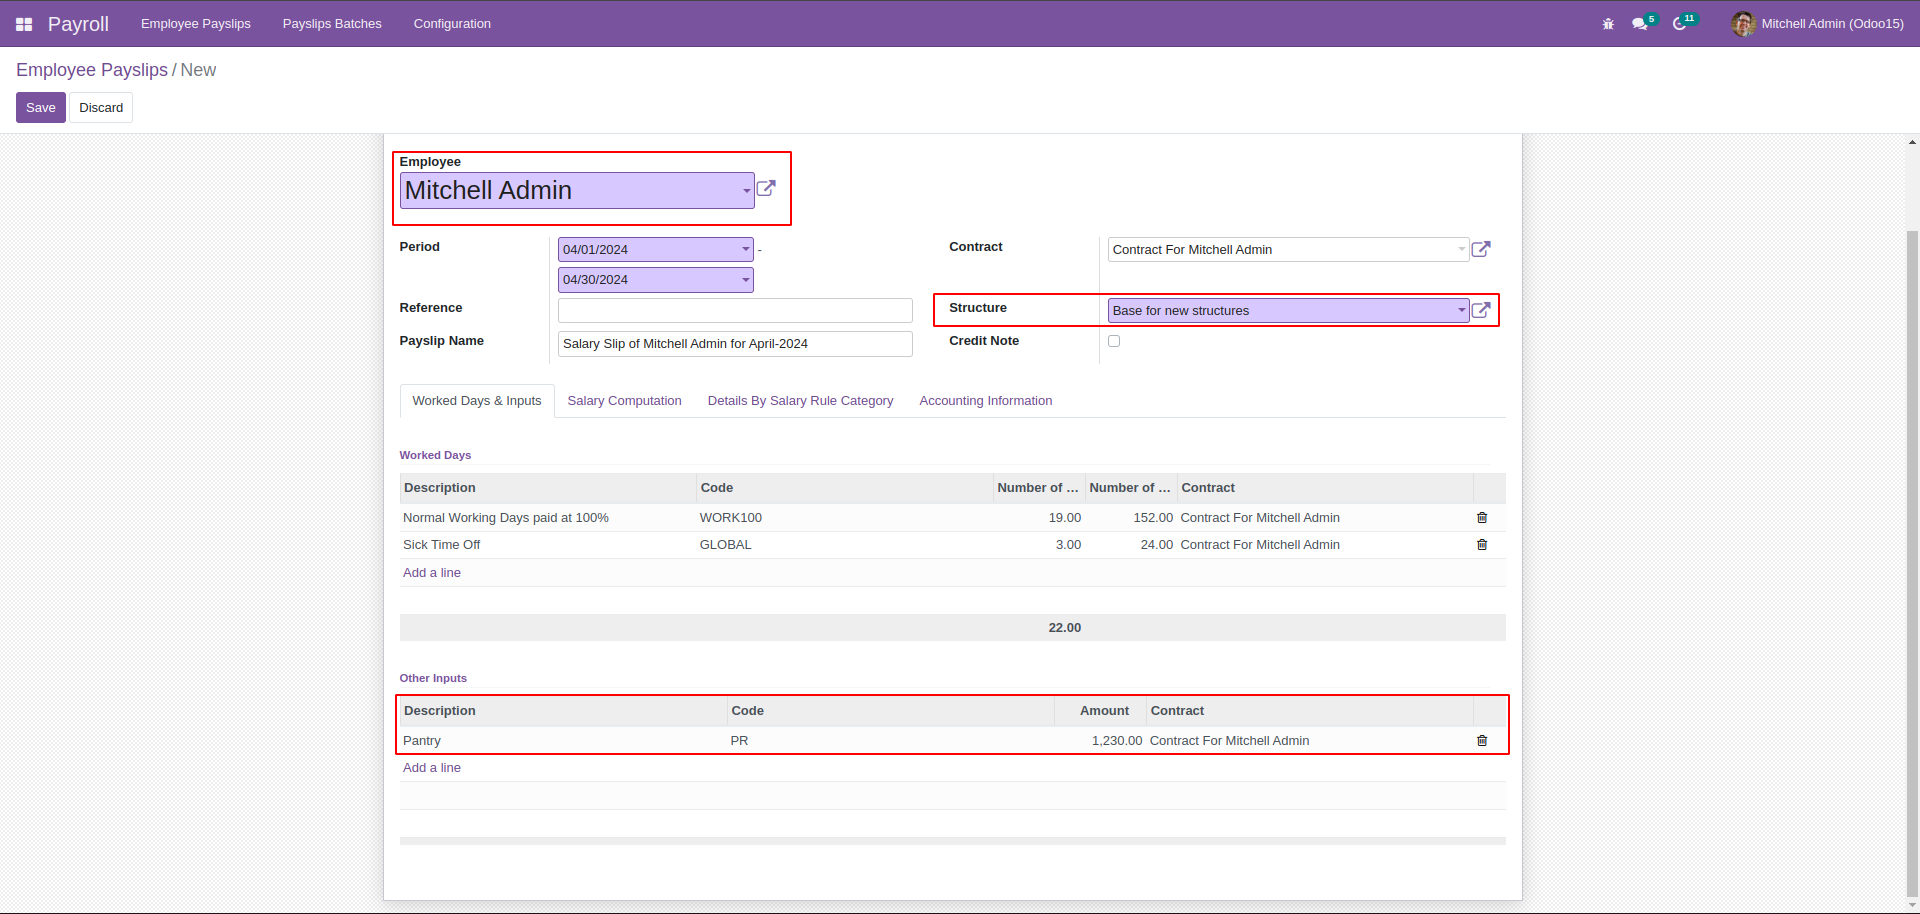 Payroll Employee Payslips Payslips Batches Configuration 5 11 Mitchell Admin (Odoo15)
Employee Payslips / New
Save Discard
Employee
Mitchell Admin
Period 04/01/2024 - Contract Contract For Mitchell Admin
04/30/2024
Reference Structure Base for new structures
Payslip Name Salary Slip of Mitchell Admin for April-2024 Credit Note
Worked Days & Inputs Salary Computation Details By Salary Rule Category Accounting Information
Worked Days
Description Code Number of ... Number of ... Contract
Normal Working Days paid at 100% WORK100 19.00 152.00 Contract For Mitchell Admin
Sick Time Off GLOBAL 3.00 24.00 Contract For Mitchell Admin
Add a line
22.00
Other Inputs
Description Code Amount Contract
Pantry PR 1,230.00 Contract For Mitchell Admin
Add a line